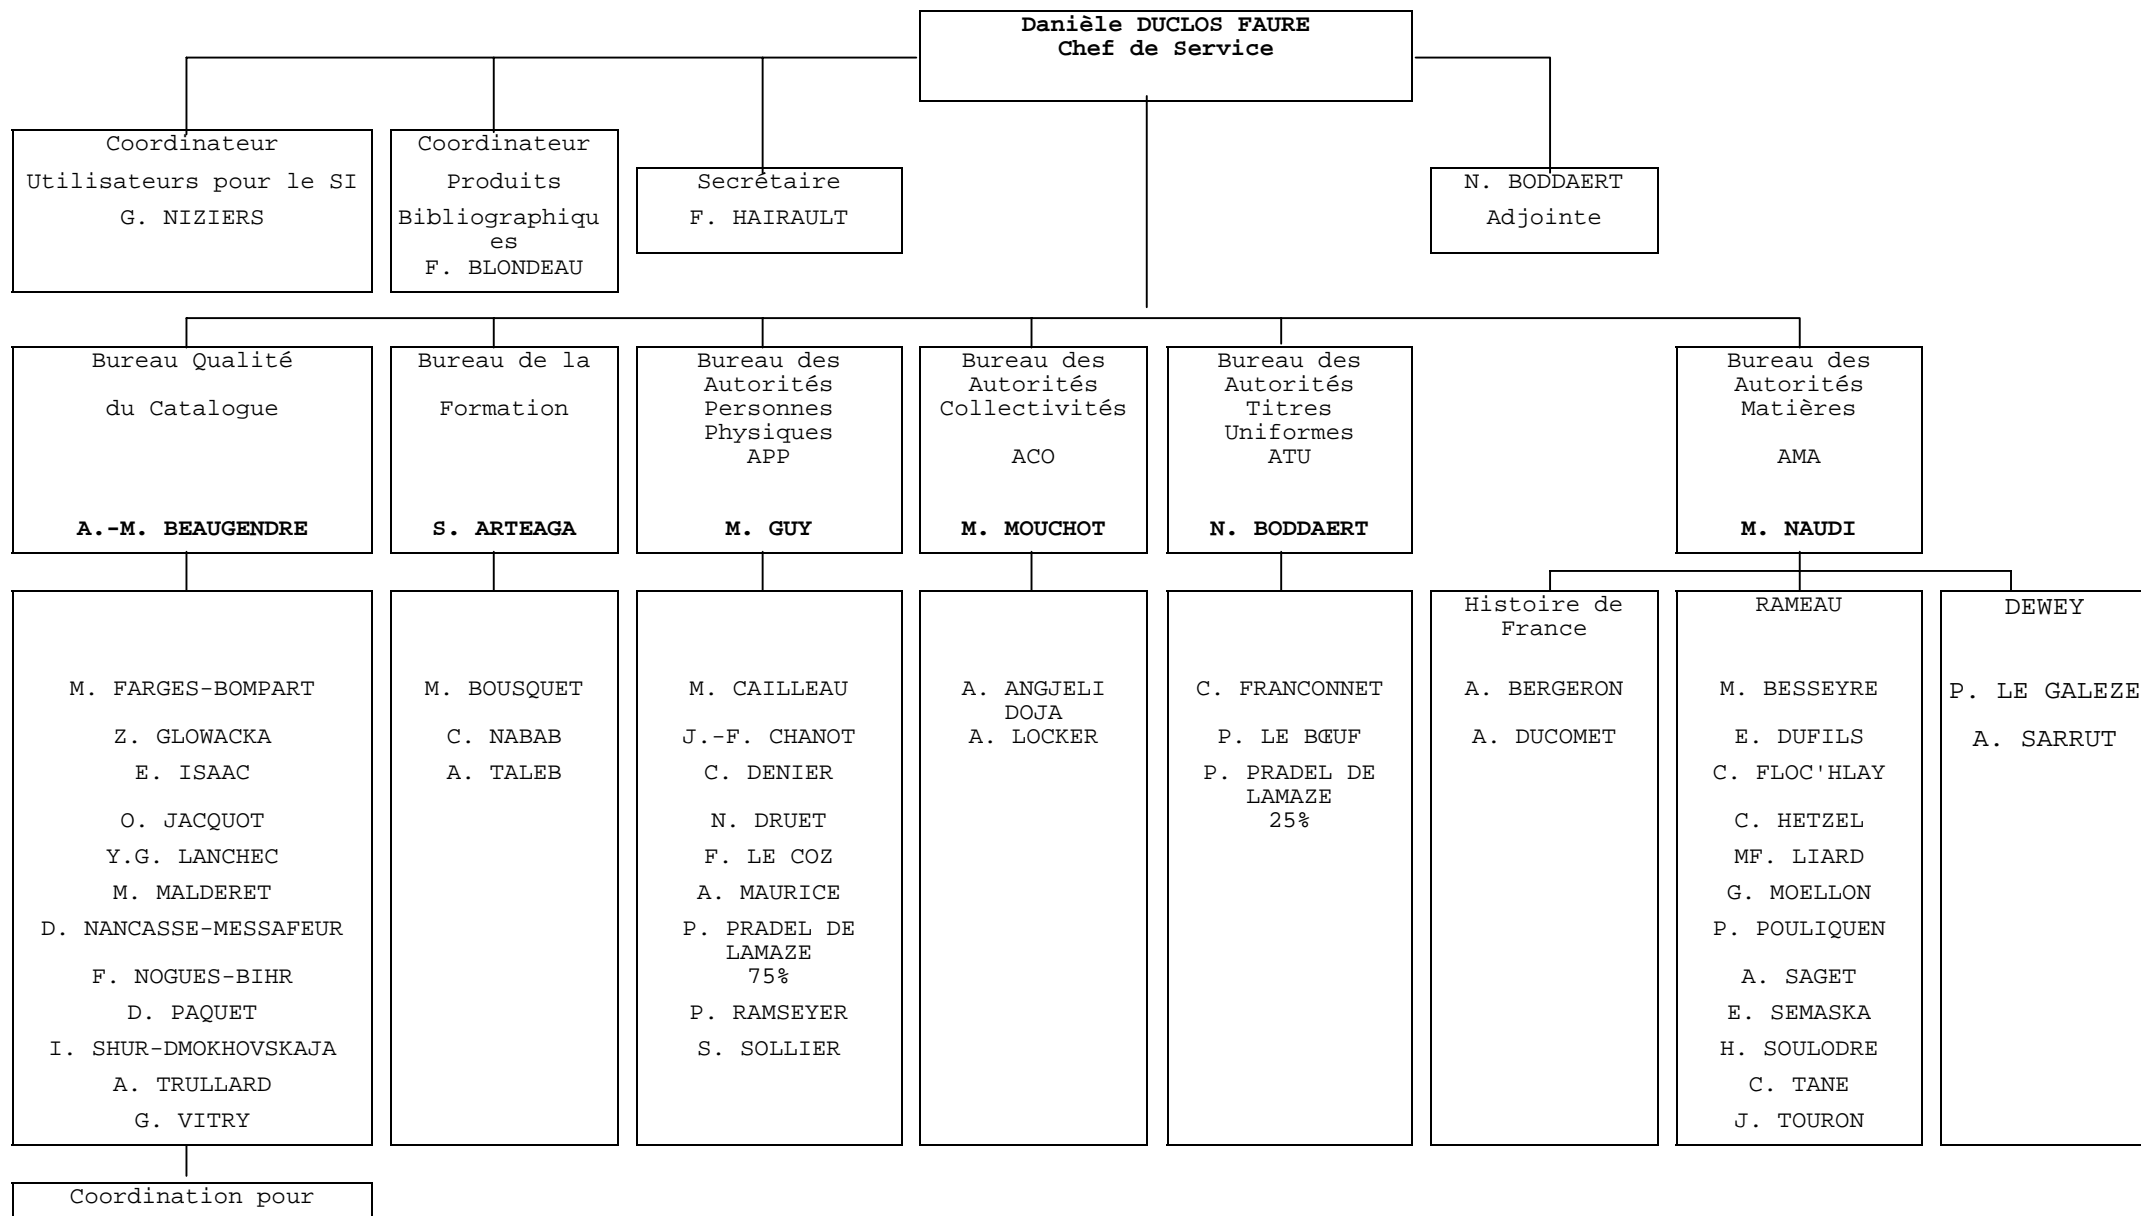 Danièle DUCLOS FAURE
Chef de Service
Coordinateur
Utilisateurs pour le SI
G. NIZIERS
Coordinateur
Produits
Bibliographiqu
es
F. BLONDEAU
Secrétaire
F. HAIRAULT
N. BODDAERT
Adjointe
Bureau Qualité
du Catalogue
A.-M. BEAUGENDRE
Bureau de la
Formation
S. ARTEAGA
Bureau des
Autorités
Personnes
Physiques
APP
M. GUY
Bureau des
Autorités
Collectivités
ACO
M. MOUCHOT
Bureau des
Autorités
Titres
Uniformes
ATU
N. BODDAERT
Bureau des
Autorités
Matières
AMA
M. NAUDI
M. FARGES-BOMPART
Z. GLOWACKA
E. ISAAC
O. JACQUOT
Y.G. LANCHEC
M. MALDERET
D. NANCASSE-MESSAFEUR
F. NOGUES-BIHR
D. PAQUET
I. SHUR-DMOKHOVSKAJA
A. TRULLARD
G. VITRY
M. BOUSQUET
C. NABAB
A. TALEB
M. CAILLEAU
J.-F. CHANOT
C. DENIER
N. DRUET
F. LE COZ
A. MAURICE
P. PRADEL DE
LAMAZE
75%
P. RAMSEYER
S. SOLLIER
A. ANGJELI
DOJA
A. LOCKER
C. FRANCONNET
P. LE BŒUF
P. PRADEL DE
LAMAZE
25%
Histoire de
France
A. BERGERON
A. DUCOMET
RAMEAU
M. BESSEYRE
E. DUFILS
C. FLOC'HLAY
C. HETZEL
MF. LIARD
G. MOELLON
P. POULIQUEN
A. SAGET
E. SEMASKA
H. SOULODRE
C. TANE
J. TOURON
DEWEY
P. LE GALEZE
A. SARRUT
Coordination pour